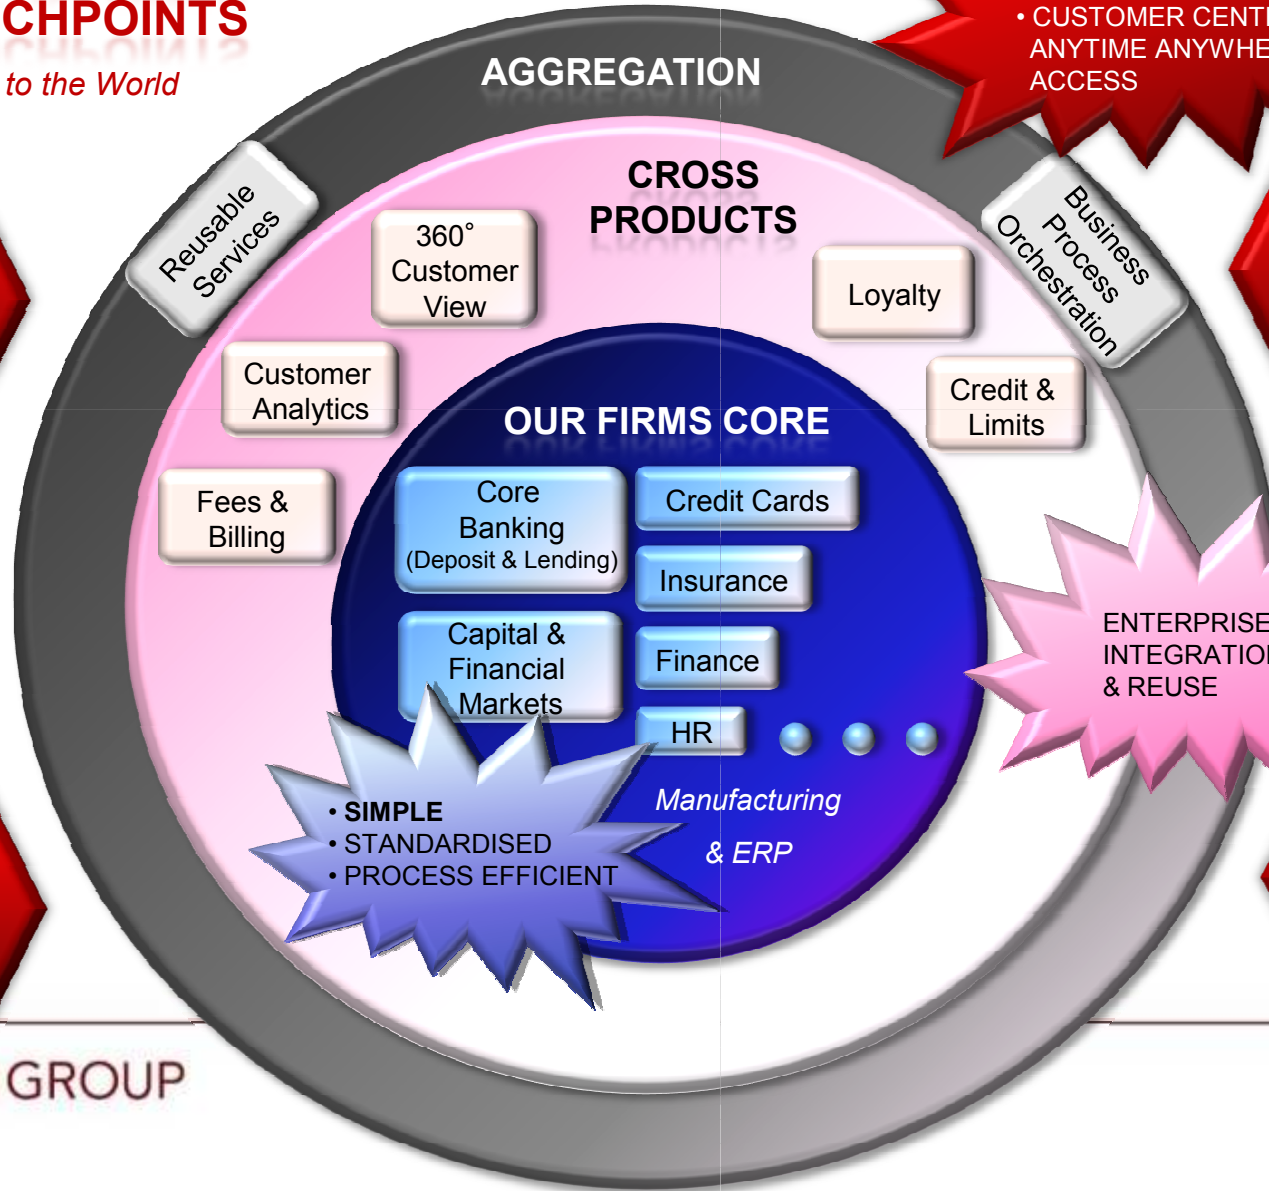 CHPOINTS
to the World
AGGREGATION
• CUSTOMER CENT
ANYTIME ANYWHE
ACCESS
CROSS
PRODUCTS
Reusable
Services
360°
Customer
View
Loyalty
Business
Process
Orchestration
Customer
Analytics
Credit &
Limits
OUR FIRMS CORE
Fees &
Billing
Core
Banking
(Deposit & Lending)
Credit Cards
Insurance
Capital &
Financial
Markets
Finance
HR
ENTERPRISE
INTEGRATION
& REUSE
• SIMPLE
• STANDARDISED
• PROCESS EFFICIENT
Manufacturing
& ERP
GROUP